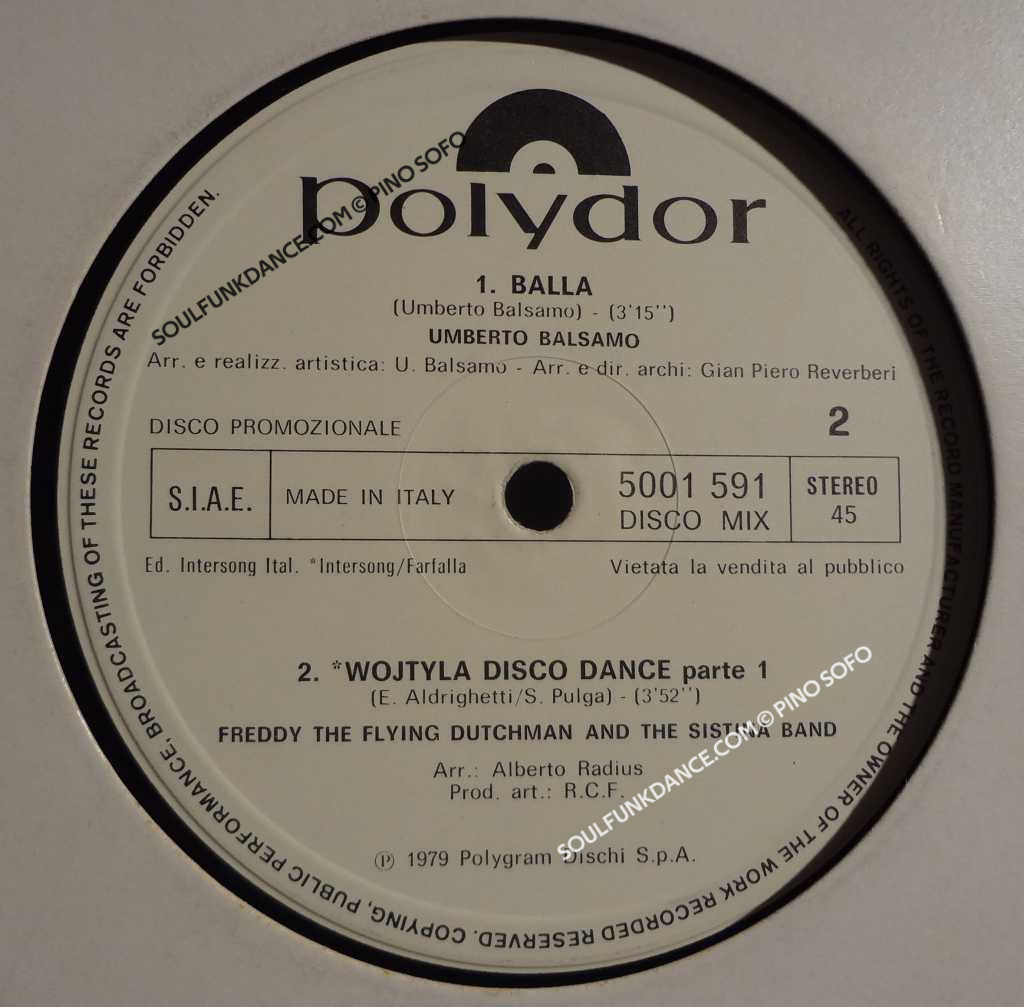 polydor
1. BALLA
(Umberto Balsamo) - (3'15'')
UMBERTO BALSAMO
Arr. e realizz. artistica: U. Balsamo - Arr. e dir. archi: Gian Piero Reverberi
DISCO PROMOZIONALE
2
S.I.A.E.
MADE IN ITALY
5001 591
DISCO MIX
STEREO
45
Ed. Intersong Ital. *Intersong/Farfalla
Vietata la vendita al pubblico
2. *WOJTYLA DISCO DANCE parte 1
(E. Aldrighetti/S. Pulga) - (3'52'')
FREDDY THE FLYING DUTCHMAN AND THE SISTINA BAND
Arr.: Alberto Radius
Prod. art.: R.C.F.
℗ 1979 Polygram Dischi S.p.A.
ALL RIGHTS OF THE RECORD MANUFACTURER AND THE OWNER OF THE WORK RECORDED RESERVED. COPYING, PUBLIC PERFORMANCE, BROADCASTING OF THESE RECORDS ARE FORBIDDEN.
SOULFUNKDANCE.COM © PINO SOFO
SOULFUNKDANCE.COM © PINO SOFO